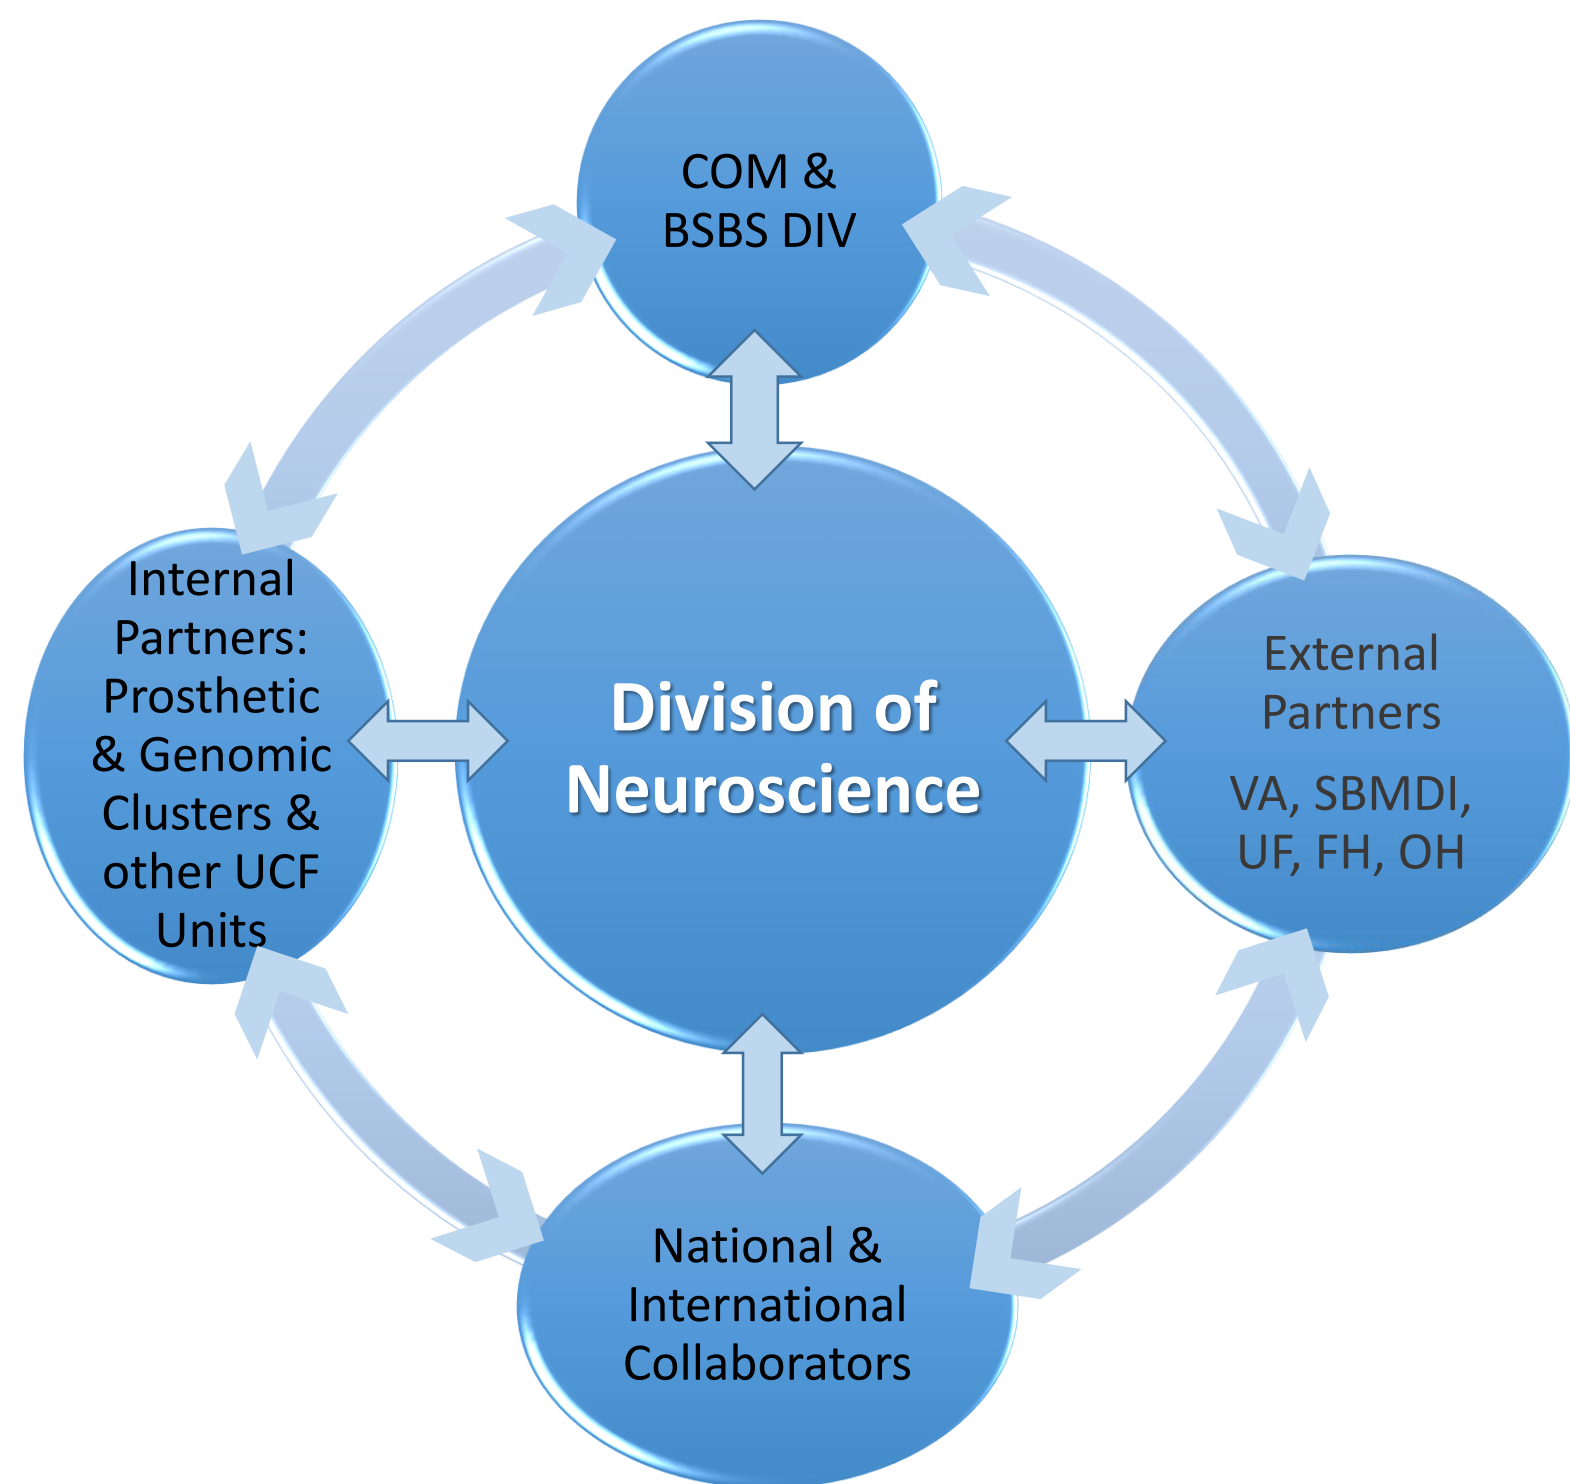 COM &
BSBS DIV
Internal
Partners:
Prosthetic
& Genomic
Clusters &
other UCF
Units
Division of
Neuroscience
External
Partners
VA, SBMDI,
UF, FH, OH
National &
International
Collaborators